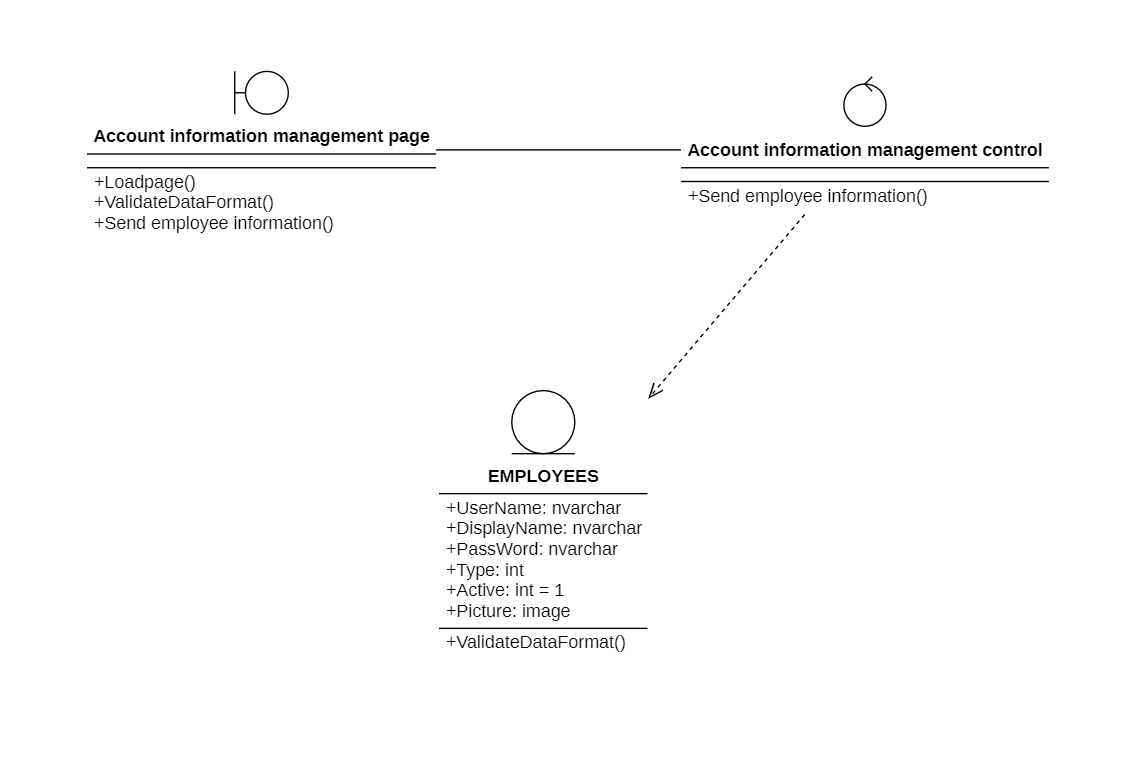 Account information management page
+Loadpage()
+ValidateDataFormat()
+Send employee information()
Account information management control
+Send employee information()
EMPLOYEES
+UserName: nvarchar
+DisplayName: nvarchar
+PassWord: nvarchar
+Type: int
+Active: int = 1
+Picture: image
+ValidateDataFormat()